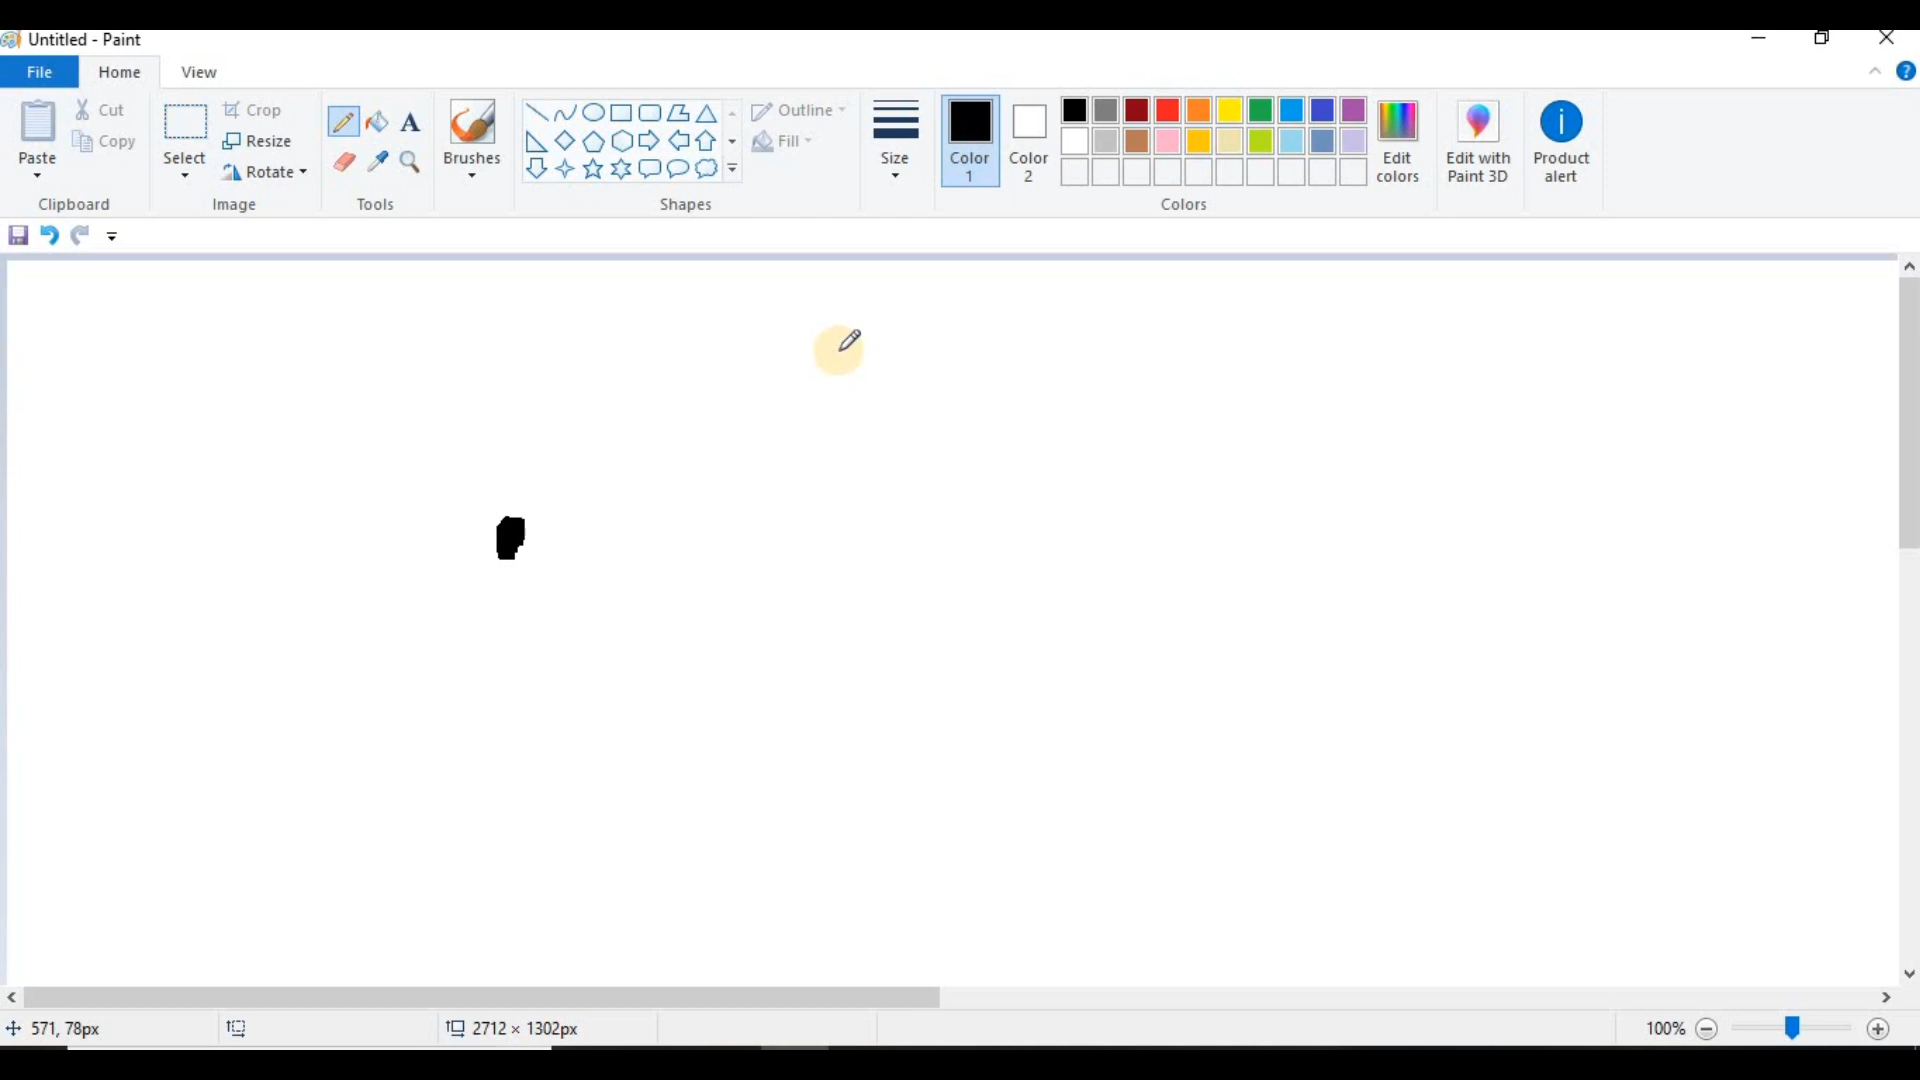 Untitled - Paint
File Home View
Paste Cut Copy Clipboard
Select Crop Resize Rotate Image
A Tools
Brushes
Shapes Outline Fill
Size
Color 1 Color 2 Edit colors Colors
Edit with Paint 3D
Product alert
571, 78px 2712 × 1302px 100%